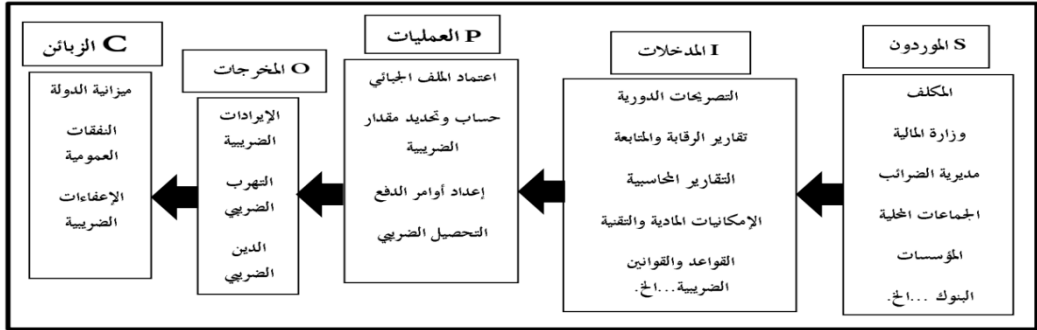 S الموردون
المكلف
وزارة المالية
مديرية الضرائب
الجماعات المحلية
المؤسسات
البنوك ...الخ.
I المدخلات
التصريحات الدورية
تقارير الرقابة والمتابعة
التقارير المحاسبية
الإمكانيات المادية والتقنية
القواعد والقوانين
الضريبية...الخ.
P العمليات
اعتماد الملف الجبائي
حساب وتحديد مقدار
الضريبية
إعداد أوامر الدفع
التحصيل الضريبي
O المخرجات
الإيرادات
الضريبية
التهرب
الضريبي
الدين
الضريبي
C الزبائن
ميزانية الدولة
النفقات
العمومية
الإعفاءات
الضريبية